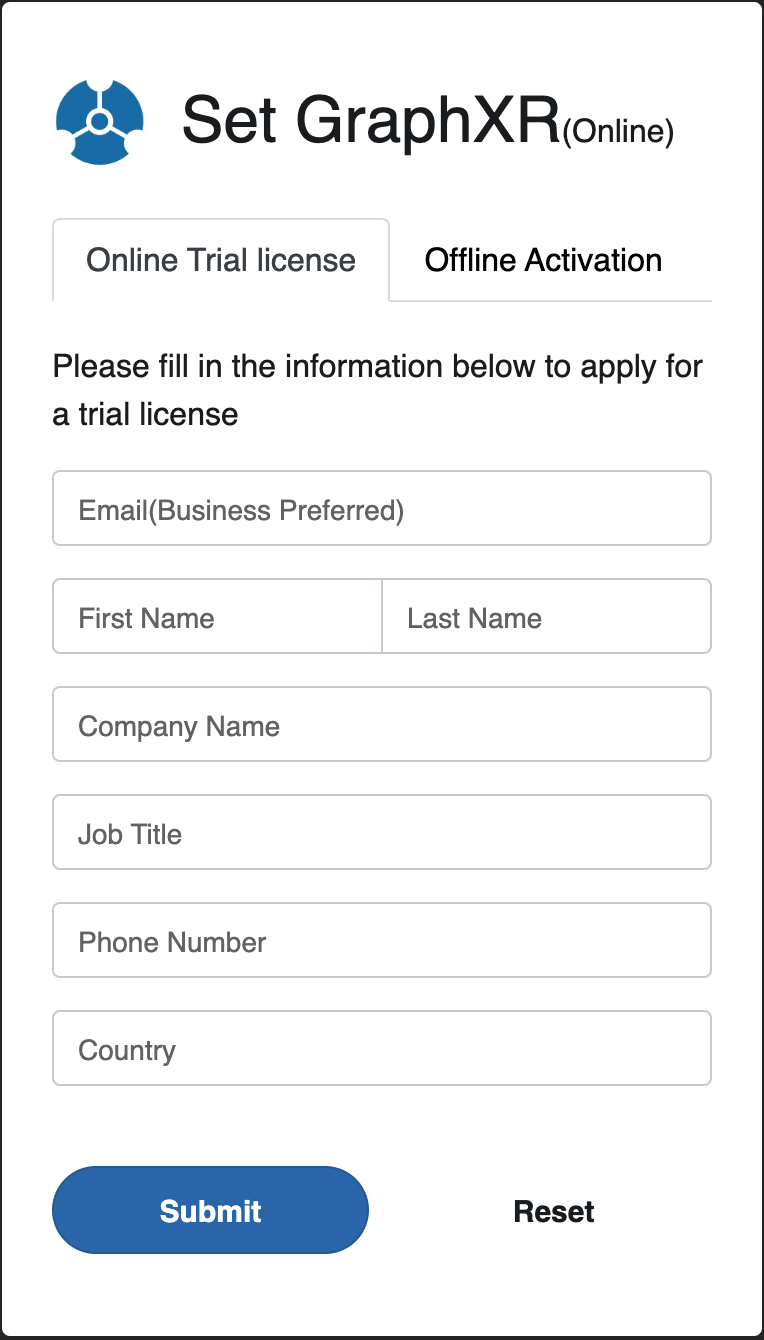 Set GraphXR(Online)
Online Trial license Offline Activation
Please fill in the information below to apply for
a trial license
Email(Business Preferred)
First Name Last Name
Company Name
Job Title
Phone Number
Country
Submit Reset